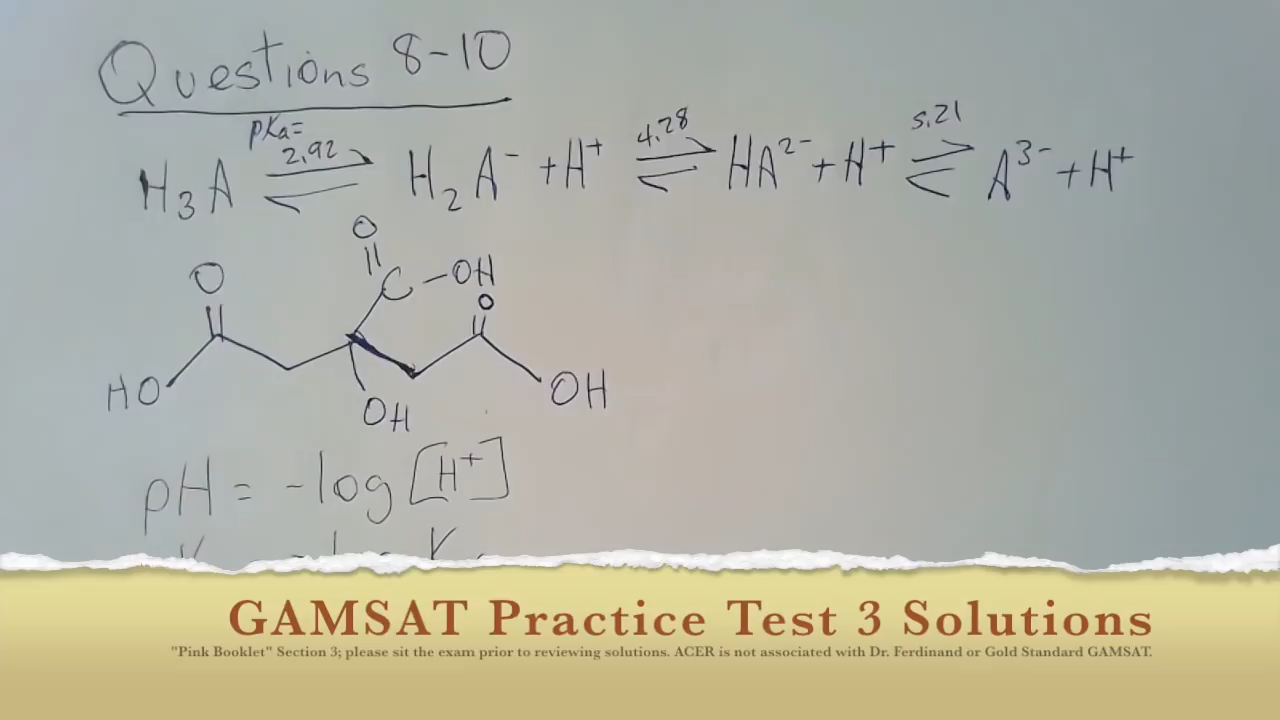 Questions 8-10
pKa=
2.92 4.28 5.21
H₃A ⇌ H₂A⁻ + H⁺ ⇌ HA²⁻ + H⁺ ⇌ A³⁻ + H⁺
O
O C-OH
O
HO OH
OH
pH = -log [H⁺]
GAMSAT Practice Test 3 Solutions
"Pink Booklet" Section 3; please sit the exam prior to reviewing solutions. ACER is not associated with Dr. Ferdinand or Gold Standard GAMSAT.